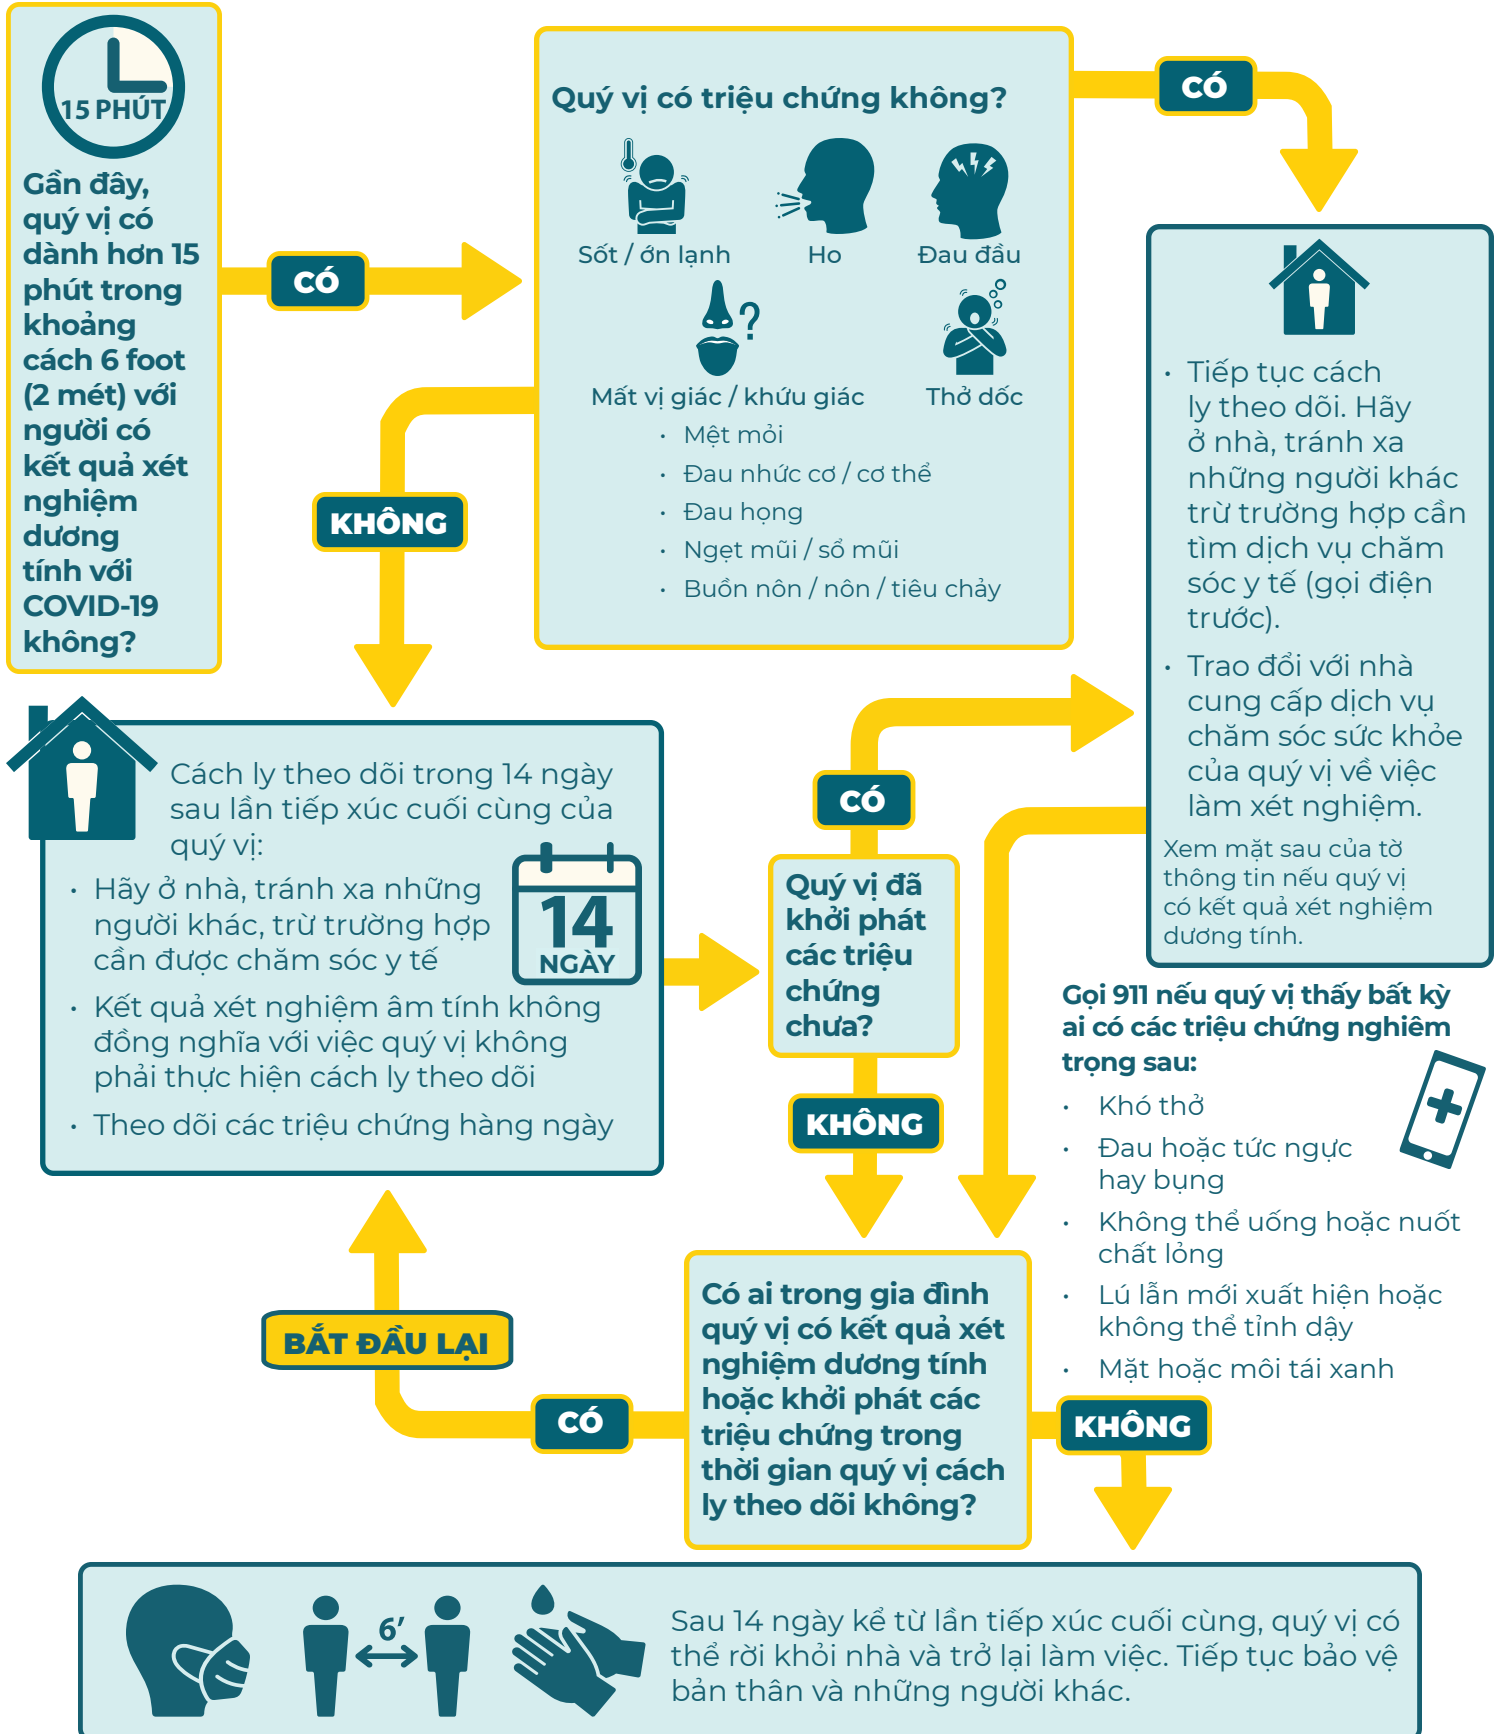 15 PHÚT
Gần đây,
quý vị có
dành hơn 15
phút trong
khoảng
cách 6 foot
(2 mét) với
người có
kết quả xét
nghiệm
dương
tính với
COVID-19
không?
CÓ
Quý vị có triệu chứng không?
Sốt / ớn lạnh
Ho
Đau đầu
?
Mất vị giác / khứu giác
Thở dốc
• Mệt mỏi
• Đau nhức cơ / cơ thể
• Đau họng
• Ngẹt mũi / sổ mũi
• Buồn nôn / nôn / tiêu chảy
CÓ
• Tiếp tục cách
ly theo dõi. Hãy
ở nhà, tránh xa
những người khác
trừ trường hợp cần
tìm dịch vụ chăm
sóc y tế (gọi điện
trước).
• Trao đổi với nhà
cung cấp dịch vụ
chăm sóc sức khỏe
của quý vị về việc
làm xét nghiệm.
Xem mặt sau của tờ
thông tin nếu quý vị
có kết quả xét nghiệm
dương tính.
KHÔNG
Cách ly theo dõi trong 14 ngày
sau lần tiếp xúc cuối cùng của
quý vị:
• Hãy ở nhà, tránh xa những
người khác, trừ trường hợp
cần được chăm sóc y tế
• Kết quả xét nghiệm âm tính không
đồng nghĩa với việc quý vị không
phải thực hiện cách ly theo dõi
• Theo dõi các triệu chứng hàng ngày
14
NGÀY
CÓ
Quý vị đã
khởi phát
các triệu
chứng
chưa?
KHÔNG
Gọi 911 nếu quý vị thấy bất kỳ
ai có các triệu chứng nghiêm
trọng sau:
• Khó thở
• Đau hoặc tức ngực
hay bụng
• Không thể uống hoặc nuốt
chất lỏng
• Lú lẫn mới xuất hiện hoặc
không thể tỉnh dậy
• Mặt hoặc môi tái xanh
Có ai trong gia đình
quý vị có kết quả xét
nghiệm dương tính
hoặc khởi phát các
triệu chứng trong
thời gian quý vị cách
ly theo dõi không?
CÓ
BẮT ĐẦU LẠI
KHÔNG
6’
Sau 14 ngày kể từ lần tiếp xúc cuối cùng, quý vị có
thể rời khỏi nhà và trở lại làm việc. Tiếp tục bảo vệ
bản thân và những người khác.